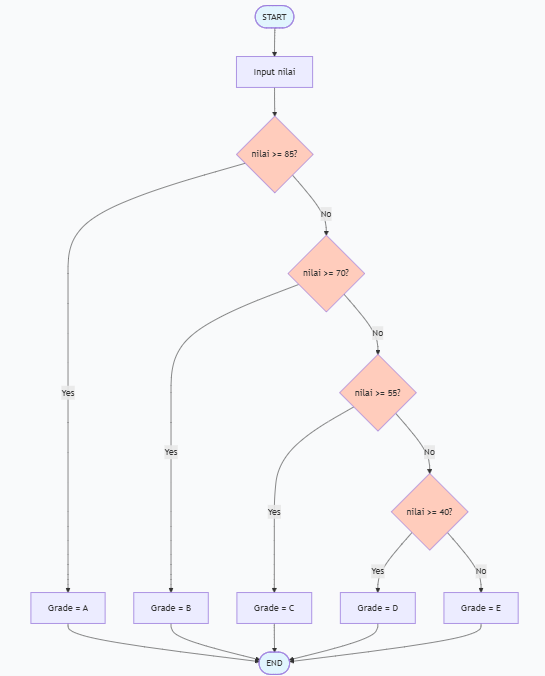 START
Input nilai
nilai >= 85?
No
nilai >= 70?
No
nilai >= 55?
Yes
No
Yes
nilai >= 40?
Yes
Yes
No
Grade = A
Grade = B
Grade = C
Grade = D
Grade = E
END